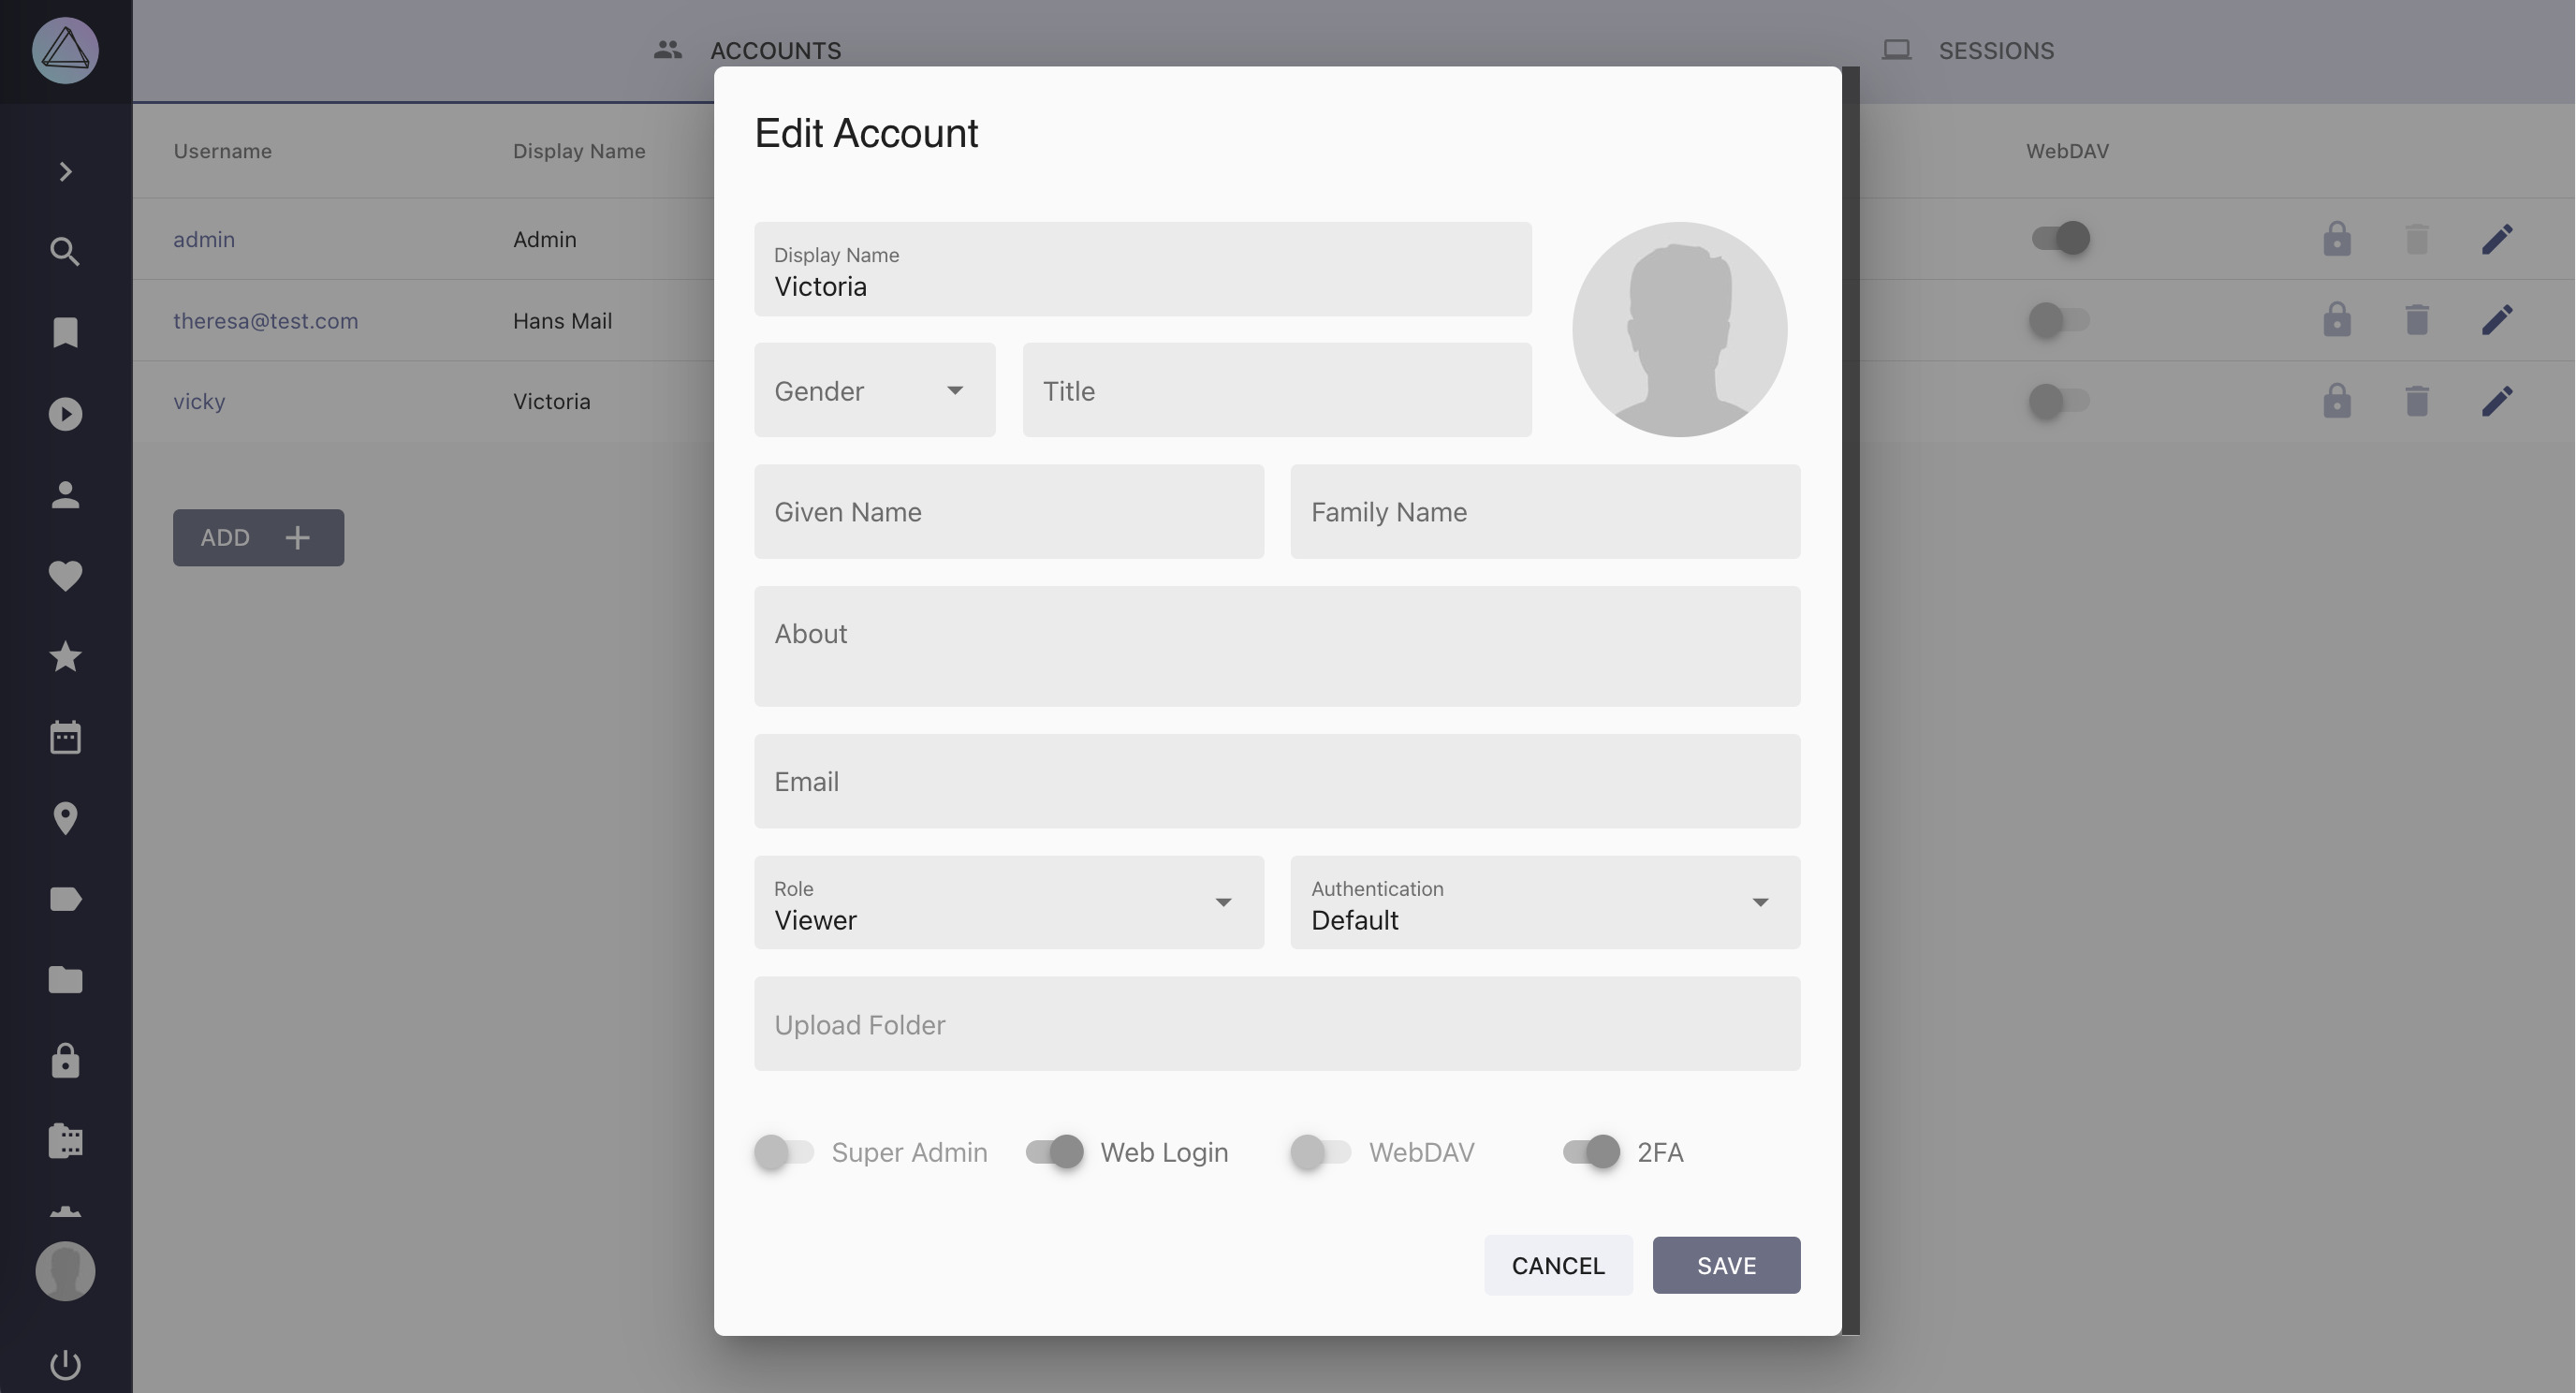 ACCOUNTS
SESSIONS
Edit Account
Username
Display Name
WebDAV
admin
Admin
theresa@test.com
Hans Mail
vicky
Victoria
ADD
Display Name
Victoria
Gender
Title
Given Name
Family Name
About
Email
Role
Viewer
Authentication
Default
Upload Folder
Super Admin
Web Login
WebDAV
2FA
CANCEL
SAVE